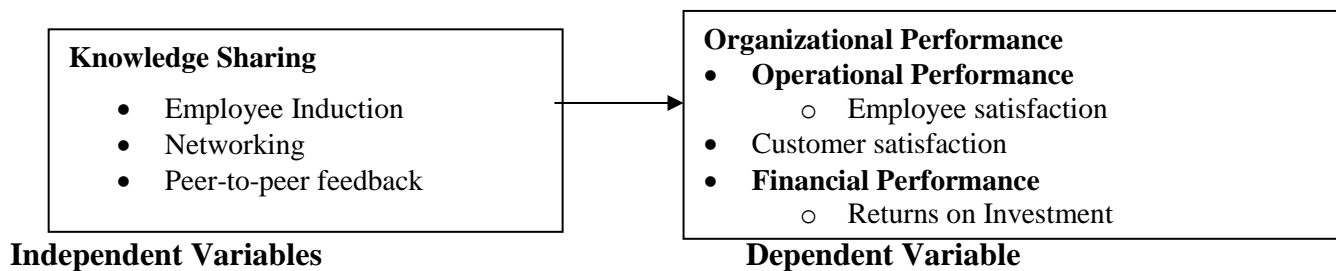 Knowledge Sharing
• Employee Induction
• Networking
• Peer-to-peer feedback
Organizational Performance
• Operational Performance
o Employee satisfaction
• Customer satisfaction
• Financial Performance
o Returns on Investment
Independent Variables
Dependent Variable